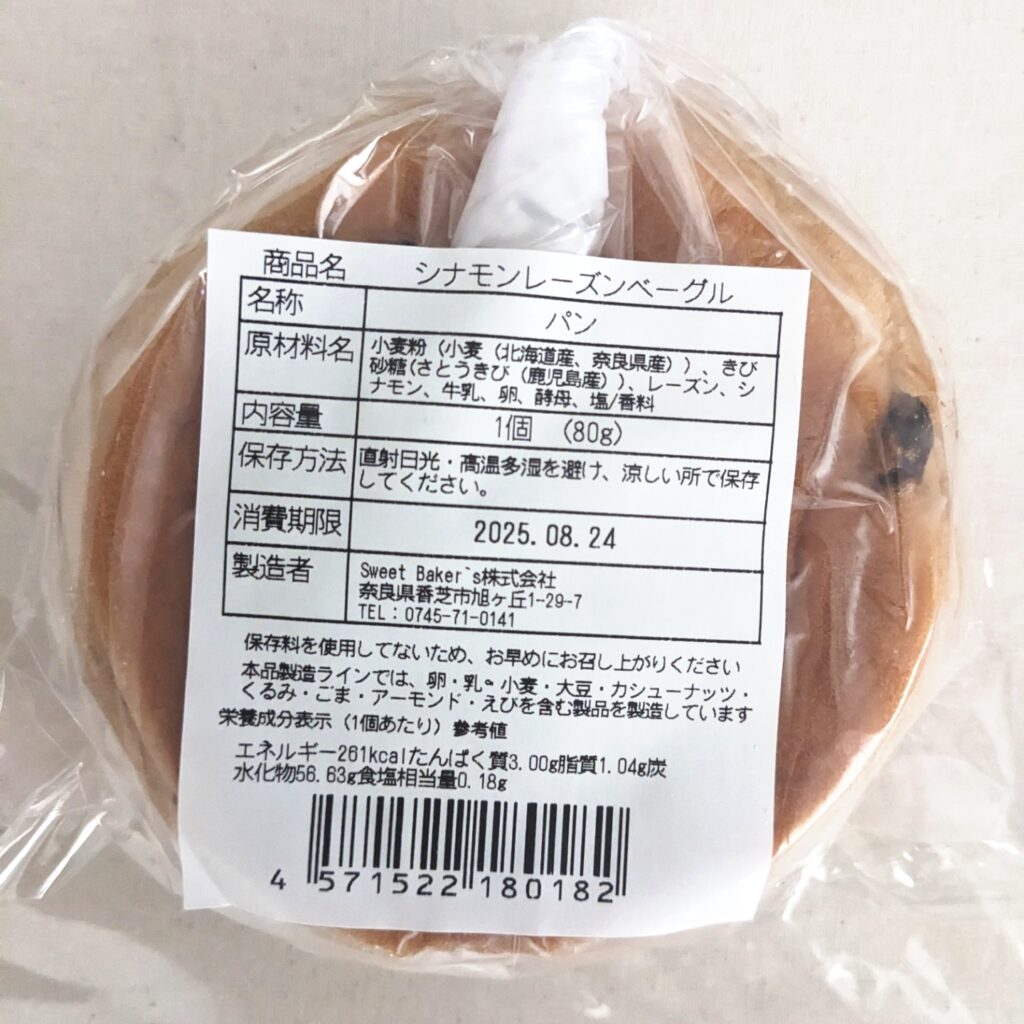 商品名 シナモンレーズンベーグル
名称 パン
原材料名 小麦粉（小麦（北海道産、奈良県産））、きび
砂糖(さとうきび（鹿児島産）)、レーズン、シ
ナモン、牛乳、卵、酵母、塩/香料
内容量 1個 （80g）
保存方法 直射日光・高温多湿を避け、涼しい所で保存
してください。
消費期限 2025.08.24
製造者 Sweet Baker`s株式会社
奈良県香芝市旭ヶ丘1-29-7
TEL：0745-71-0141
保存料を使用してないため、お早めにお召し上がりください
本品製造ラインでは、卵・乳・小麦・大豆・カシューナッツ・
くるみ・ごま・アーモンド・えびを含む製品を製造しています
栄養成分表示（1個あたり）参考値
エネルギー261kcalたんぱく質3.00g脂質1.04g炭
水化物56.63g食塩相当量0.18g
4 571522 180182